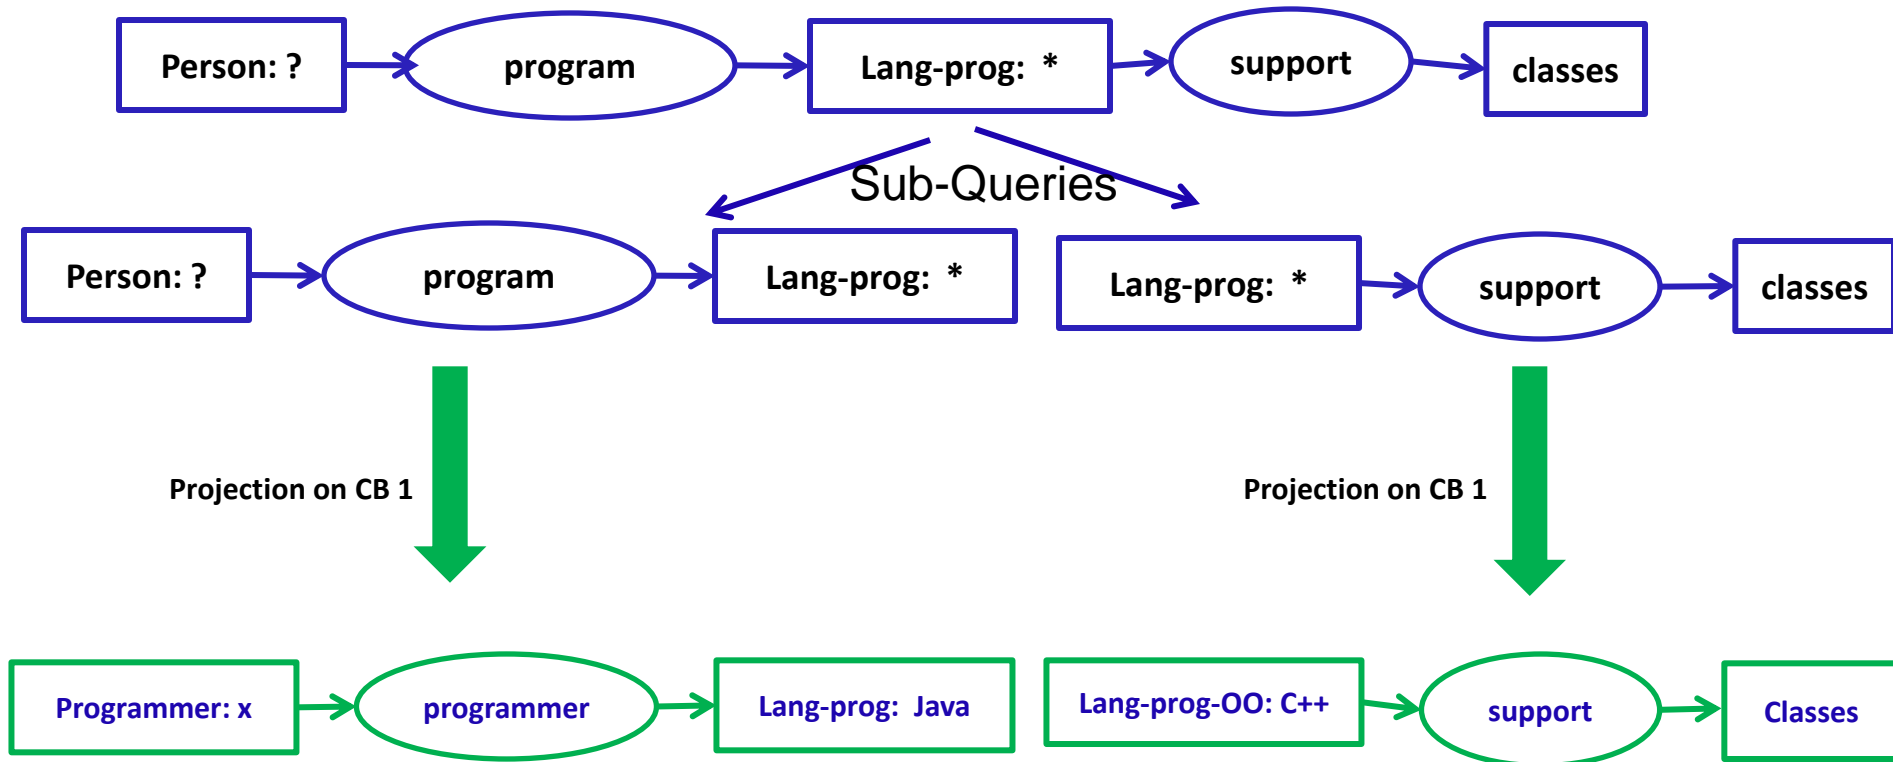 Person: ?
program
Lang-prog: *
support
classes
Sub-Queries
Person: ?
program
Lang-prog: *
Lang-prog: *
support
classes
Projection on CB 1
Projection on CB 1
Programmer: x
programmer
Lang-prog: Java
Lang-prog-OO: C++
support
Classes